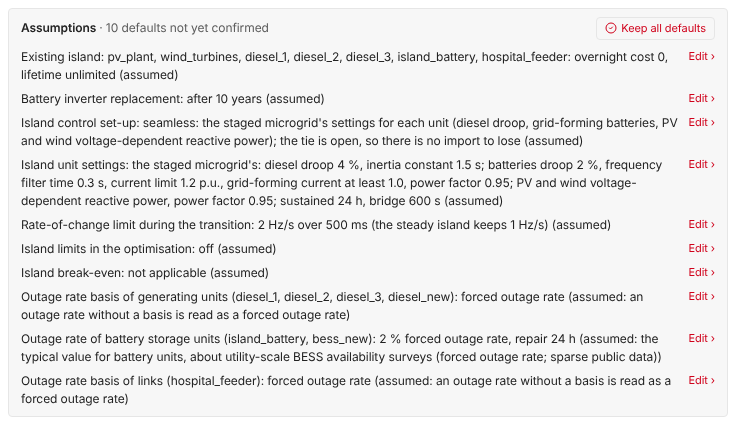 Assumptions · 10 defaults not yet confirmed
Keep all defaults
Existing island: pv_plant, wind_turbines, diesel_1, diesel_2, diesel_3, island_battery, hospital_feeder: overnight cost 0,
Edit ›
lifetime unlimited (assumed)
Battery inverter replacement: after 10 years (assumed)
Edit ›
Island control set-up: seamless: the staged microgrid's settings for each unit (diesel droop, grid-forming batteries, PV
Edit ›
and wind voltage-dependent reactive power); the tie is open, so there is no import to lose (assumed)
Island unit settings: the staged microgrid's: diesel droop 4 %, inertia constant 1.5 s; batteries droop 2 %, frequency
Edit ›
filter time 0.3 s, current limit 1.2 p.u., grid-forming current at least 1.0, power factor 0.95; PV and wind voltage-
dependent reactive power, power factor 0.95; sustained 24 h, bridge 600 s (assumed)
Rate-of-change limit during the transition: 2 Hz/s over 500 ms (the steady island keeps 1 Hz/s) (assumed)
Edit ›
Island limits in the optimisation: off (assumed)
Edit ›
Island break-even: not applicable (assumed)
Edit ›
Outage rate basis of generating units (diesel_1, diesel_2, diesel_3, diesel_new): forced outage rate (assumed: an
Edit ›
outage rate without a basis is read as a forced outage rate)
Outage rate of battery storage units (island_battery, bess_new): 2 % forced outage rate, repair 24 h (assumed: the
Edit ›
typical value for battery units, about utility-scale BESS availability surveys (forced outage rate; sparse public data))
Outage rate basis of links (hospital_feeder): forced outage rate (assumed: an outage rate without a basis is read as a
Edit ›
forced outage rate)